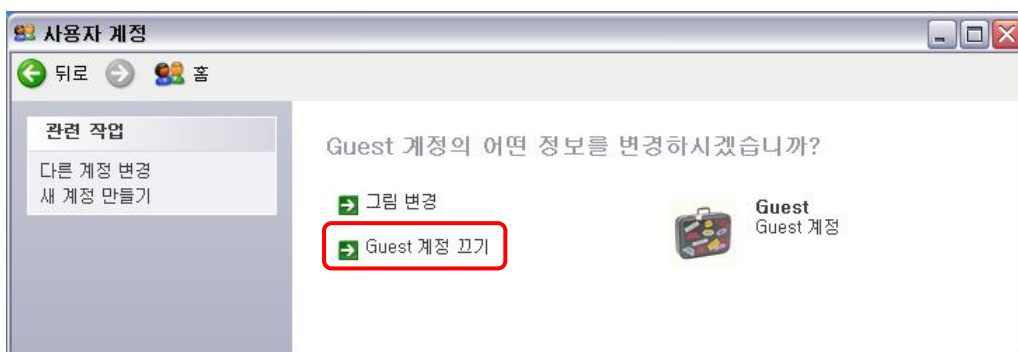 사용자 계정
뒤로 홈
관련 작업
다른 계정 변경
새 계정 만들기
Guest 계정의 어떤 정보를 변경하시겠습니까?
그림 변경
Guest 계정 끄기
Guest
Guest 계정